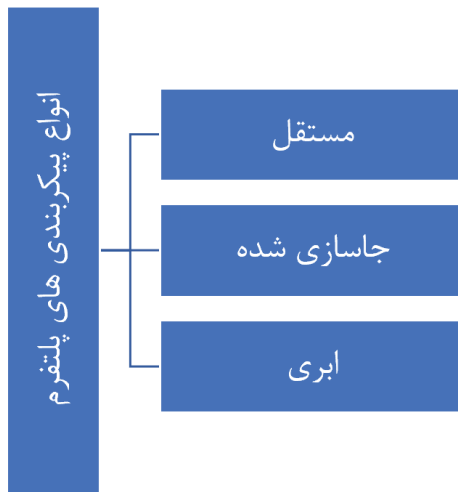 انواع پیکربندی های پلتفرم
مستقل
جاسازی شده
ابری